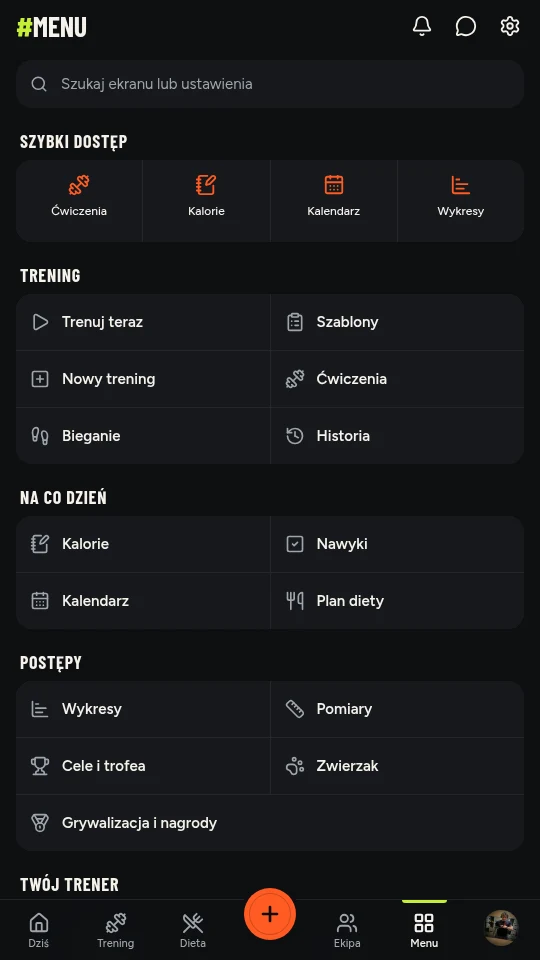 #MENU
Szukaj ekranu lub ustawienia
SZYBKI DOSTĘP
Ćwiczenia
Kalorie
Kalendarz
Wykresy
TRENING
Trenuj teraz
Szablony
Nowy trening
Ćwiczenia
Bieganie
Historia
NA CO DZIEŃ
Kalorie
Nawyki
Kalendarz
Plan diety
POSTĘPY
Wykresy
Pomiary
Cele i trofea
Zwierzak
Grywalizacja i nagrody
TWÓJ TRENER
Dziś
Trening
Dieta
Ekipa
Menu